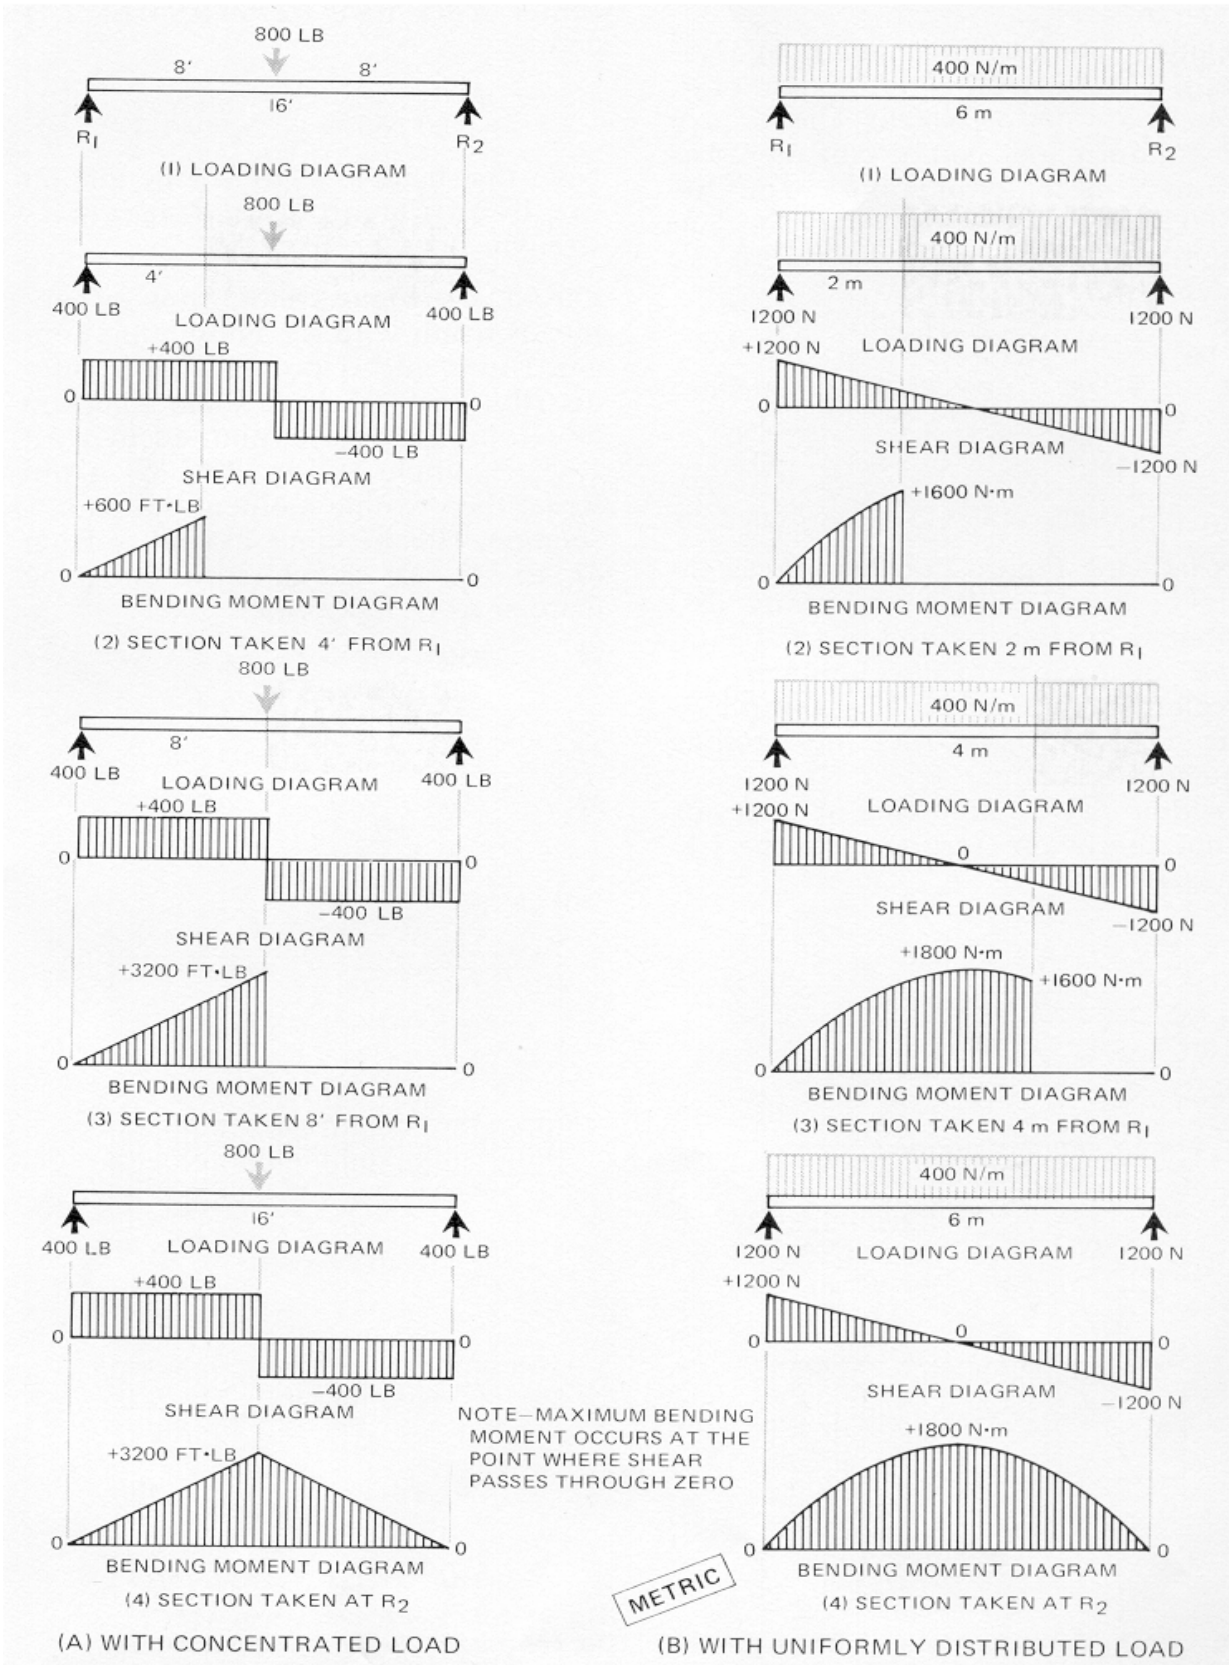 800 LB
8' 8'
16'
R1 R2
(1) LOADING DIAGRAM
800 LB
4'
400 LB 400 LB
LOADING DIAGRAM
+400 LB
0 0
−400 LB
SHEAR DIAGRAM
+600 FT•LB
0 0
BENDING MOMENT DIAGRAM
(2) SECTION TAKEN 4' FROM R1
800 LB
8'
400 LB 400 LB
LOADING DIAGRAM
+400 LB
0 0
−400 LB
SHEAR DIAGRAM
+3200 FT•LB
0 0
BENDING MOMENT DIAGRAM
(3) SECTION TAKEN 8' FROM R1
800 LB
16'
400 LB 400 LB
LOADING DIAGRAM
+400 LB
0 0
−400 LB
SHEAR DIAGRAM
+3200 FT•LB
0 0
BENDING MOMENT DIAGRAM
(4) SECTION TAKEN AT R2
(A) WITH CONCENTRATED LOAD
NOTE—MAXIMUM BENDING
MOMENT OCCURS AT THE
POINT WHERE SHEAR
PASSES THROUGH ZERO
400 N/m
6 m
R1 R2
(1) LOADING DIAGRAM
400 N/m
2 m
1200 N 1200 N
LOADING DIAGRAM
+1200 N
0 0
SHEAR DIAGRAM
−1200 N
+1600 N•m
0 0
BENDING MOMENT DIAGRAM
(2) SECTION TAKEN 2 m FROM R1
400 N/m
4 m
1200 N 1200 N
LOADING DIAGRAM
+1200 N
0
0 0
SHEAR DIAGRAM
−1200 N
+1800 N•m
+1600 N•m
0 0
BENDING MOMENT DIAGRAM
(3) SECTION TAKEN 4 m FROM R1
400 N/m
6 m
1200 N 1200 N
LOADING DIAGRAM
+1200 N
0
0 0
SHEAR DIAGRAM
−1200 N
+1800 N•m
0 0
BENDING MOMENT DIAGRAM
METRIC
(4) SECTION TAKEN AT R2
(B) WITH UNIFORMLY DISTRIBUTED LOAD